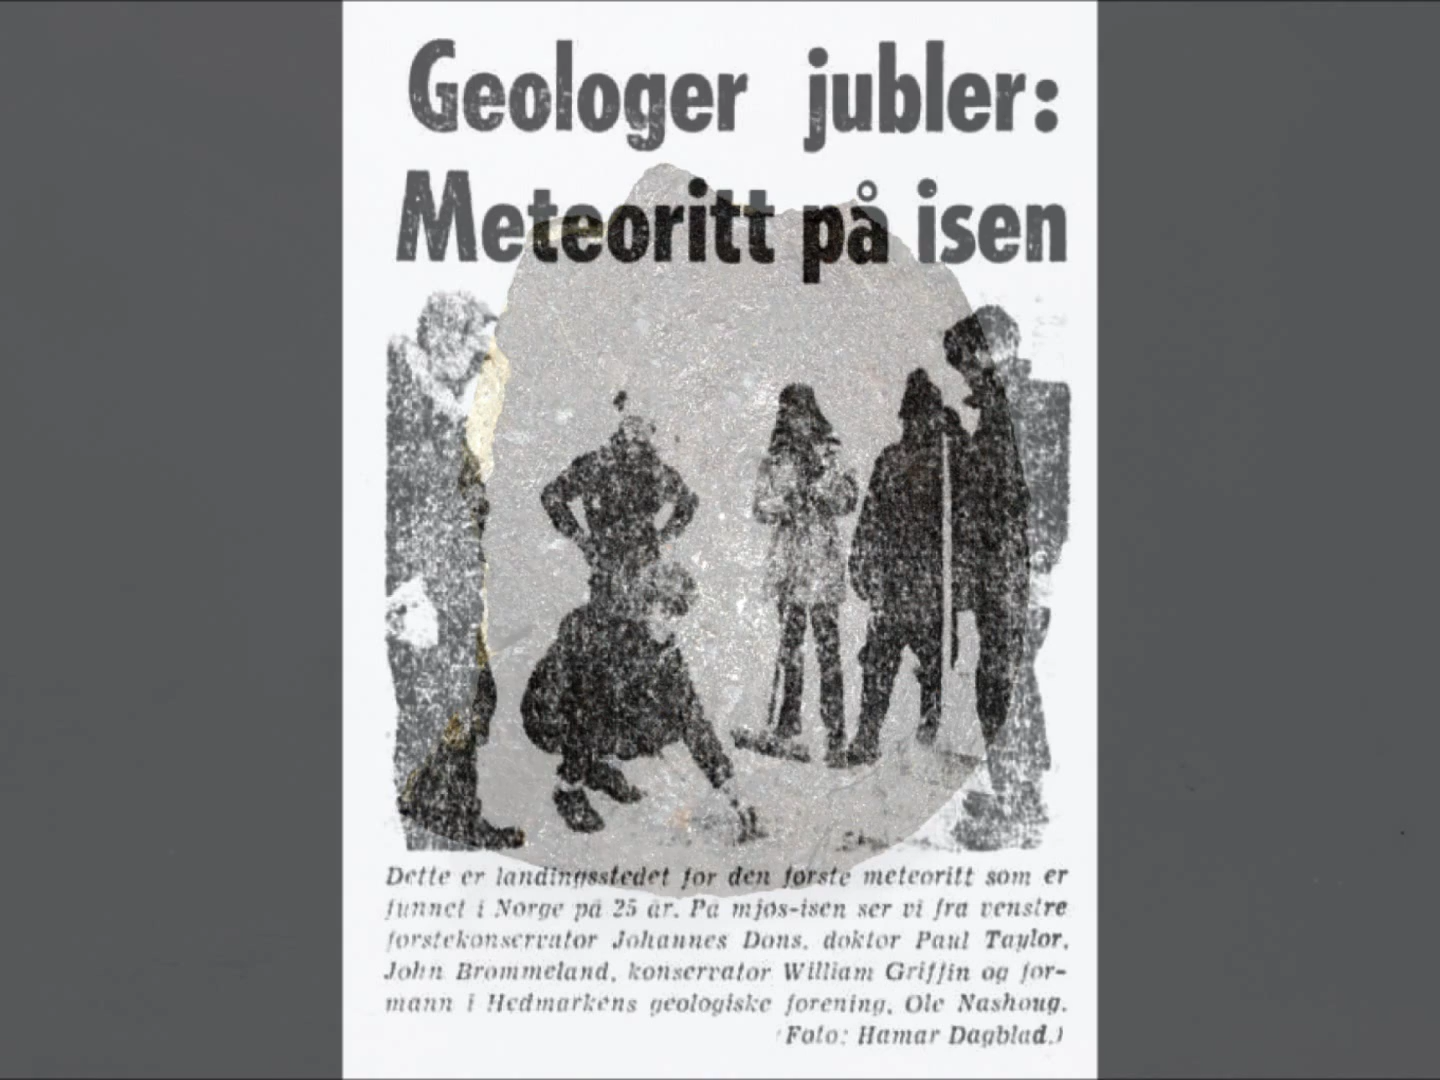 Geologer jubler:
Meteoritt på isen
Dette er landingsstedet for den første meteoritt som er
funnet i Norge på 25 år. På mjøs-isen ser vi fra venstre
førstekonservator Johannes Dons, doktor Paul Taylor,
John Brommeland, konservator William Griffin og for-
mann i Hedmarkens geologiske forening, Ole Nashoug.
(Foto: Hamar Dagblad.)